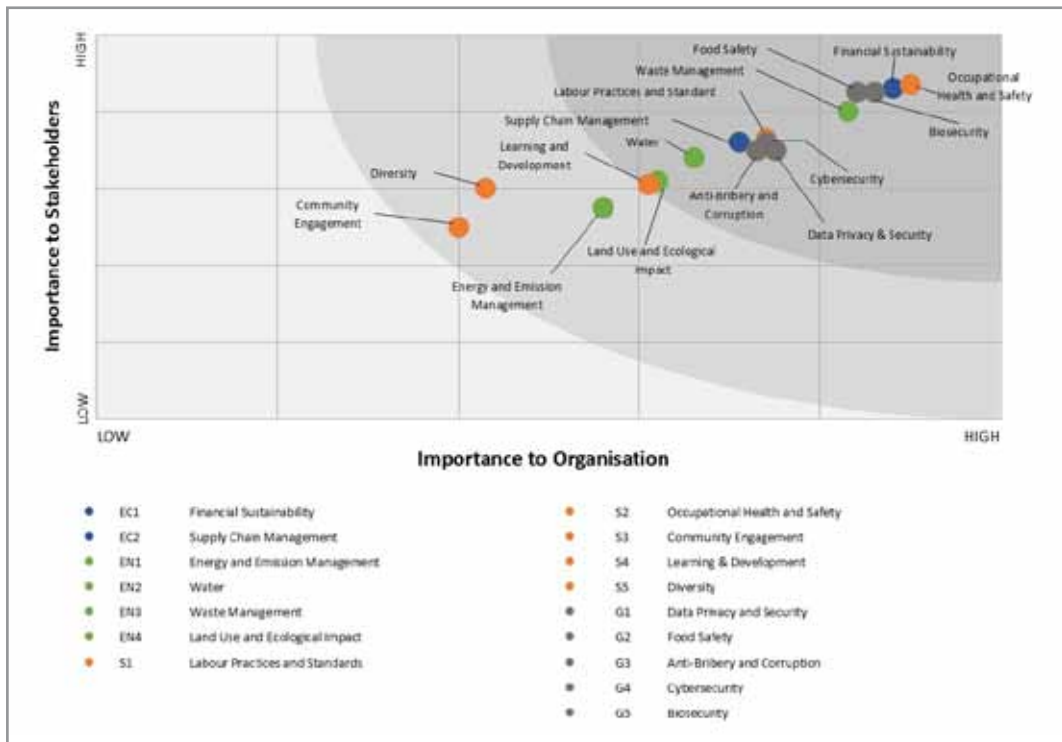 HIGH
Importance to Stakeholders
LOW
Food Safety
Financial Sustainability
Waste Management
Occupational
Health and Safety
Labour Practices and Standard
Biosecurity
Supply Chain Management
Water
Learning and
Development
Cybersecurity
Diversity
Anti-Bribery and
Corruption
Community
Engagement
Data Privacy & Security
Land Use and Ecological
Impact
Energy and Emission
Management
LOW
HIGH
Importance to Organisation
EC1 Financial Sustainability
EC2 Supply Chain Management
EN1 Energy and Emission Management
EN2 Water
EN3 Waste Management
EN4 Land Use and Ecological Impact
S1 Labour Practices and Standards
S2 Occupational Health and Safety
S3 Community Engagement
S4 Learning & Development
S5 Diversity
G1 Data Privacy and Security
G2 Food Safety
G3 Anti-Bribery and Corruption
G4 Cybersecurity
G5 Biosecurity